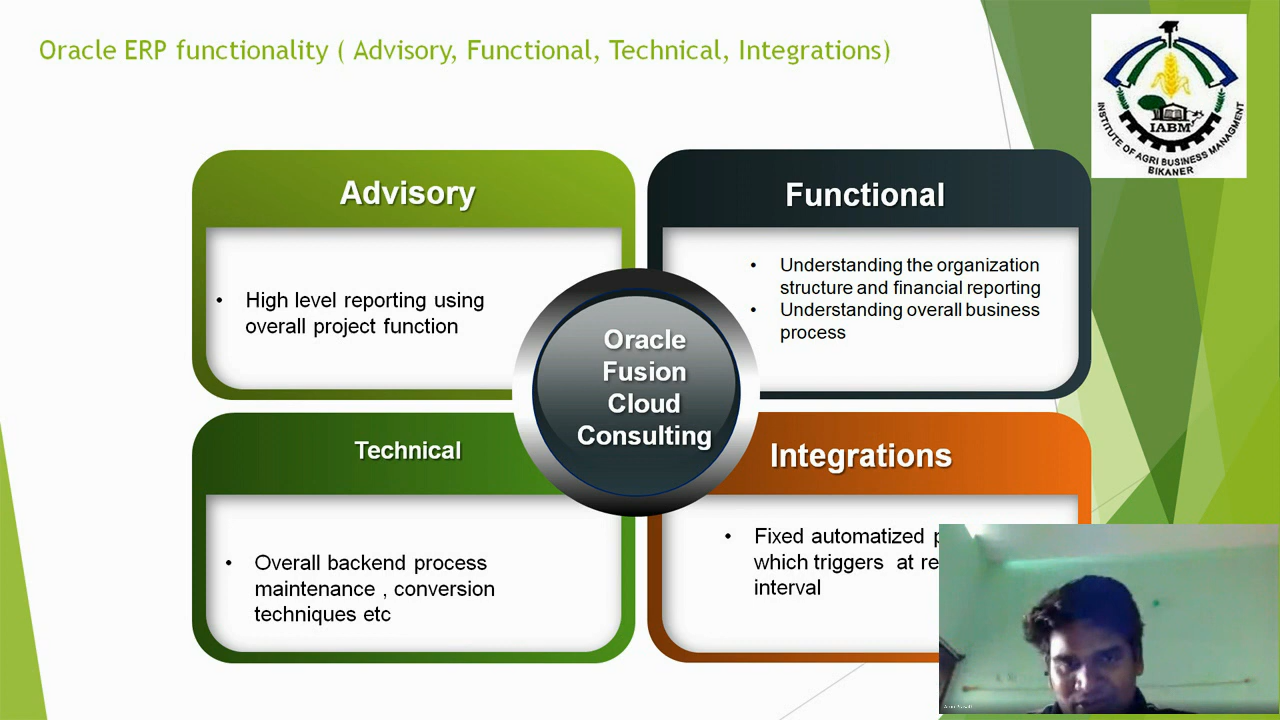 Oracle ERP functionality ( Advisory, Functional, Technical, Integrations)
IABM
INSTITUTE OF AGRI BUSINESS MANAGMENT
BIKANER
Advisory
• High level reporting using
overall project function
Functional
• Understanding the organization
structure and financial reporting
• Understanding overall business
process
Oracle
Fusion
Cloud
Consulting
Technical
• Overall backend process
maintenance , conversion
techniques etc
Integrations
• Fixed automatized
which triggers at
interval